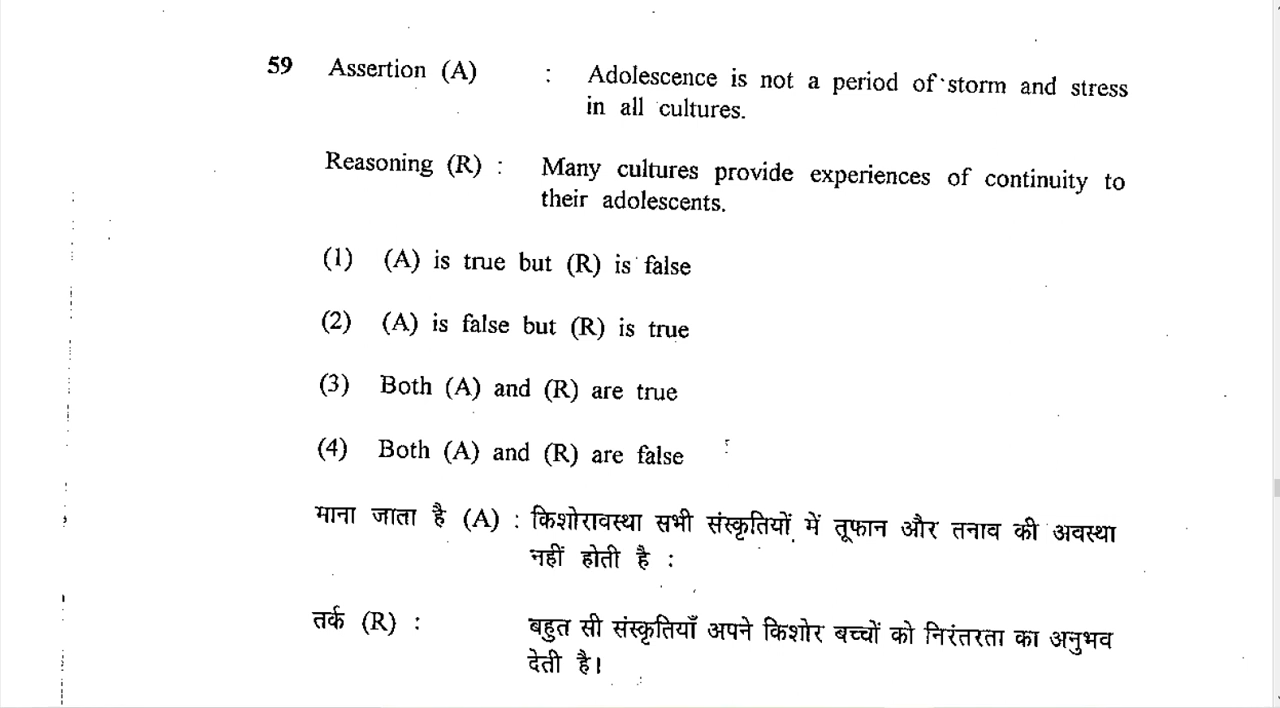 59 Assertion (A) : Adolescence is not a period of storm and stress
in all cultures.
Reasoning (R) : Many cultures provide experiences of continuity to
their adolescents.
(1) (A) is true but (R) is false
(2) (A) is false but (R) is true
(3) Both (A) and (R) are true
(4) Both (A) and (R) are false
माना जाता है (A) : किशोरावस्था सभी संस्कृतियों में तूफान और तनाव की अवस्था
नहीं होती है :
तर्क (R) : बहुत सी संस्कृतियाँ अपने किशोर बच्चों को निरंतरता का अनुभव
देती है।